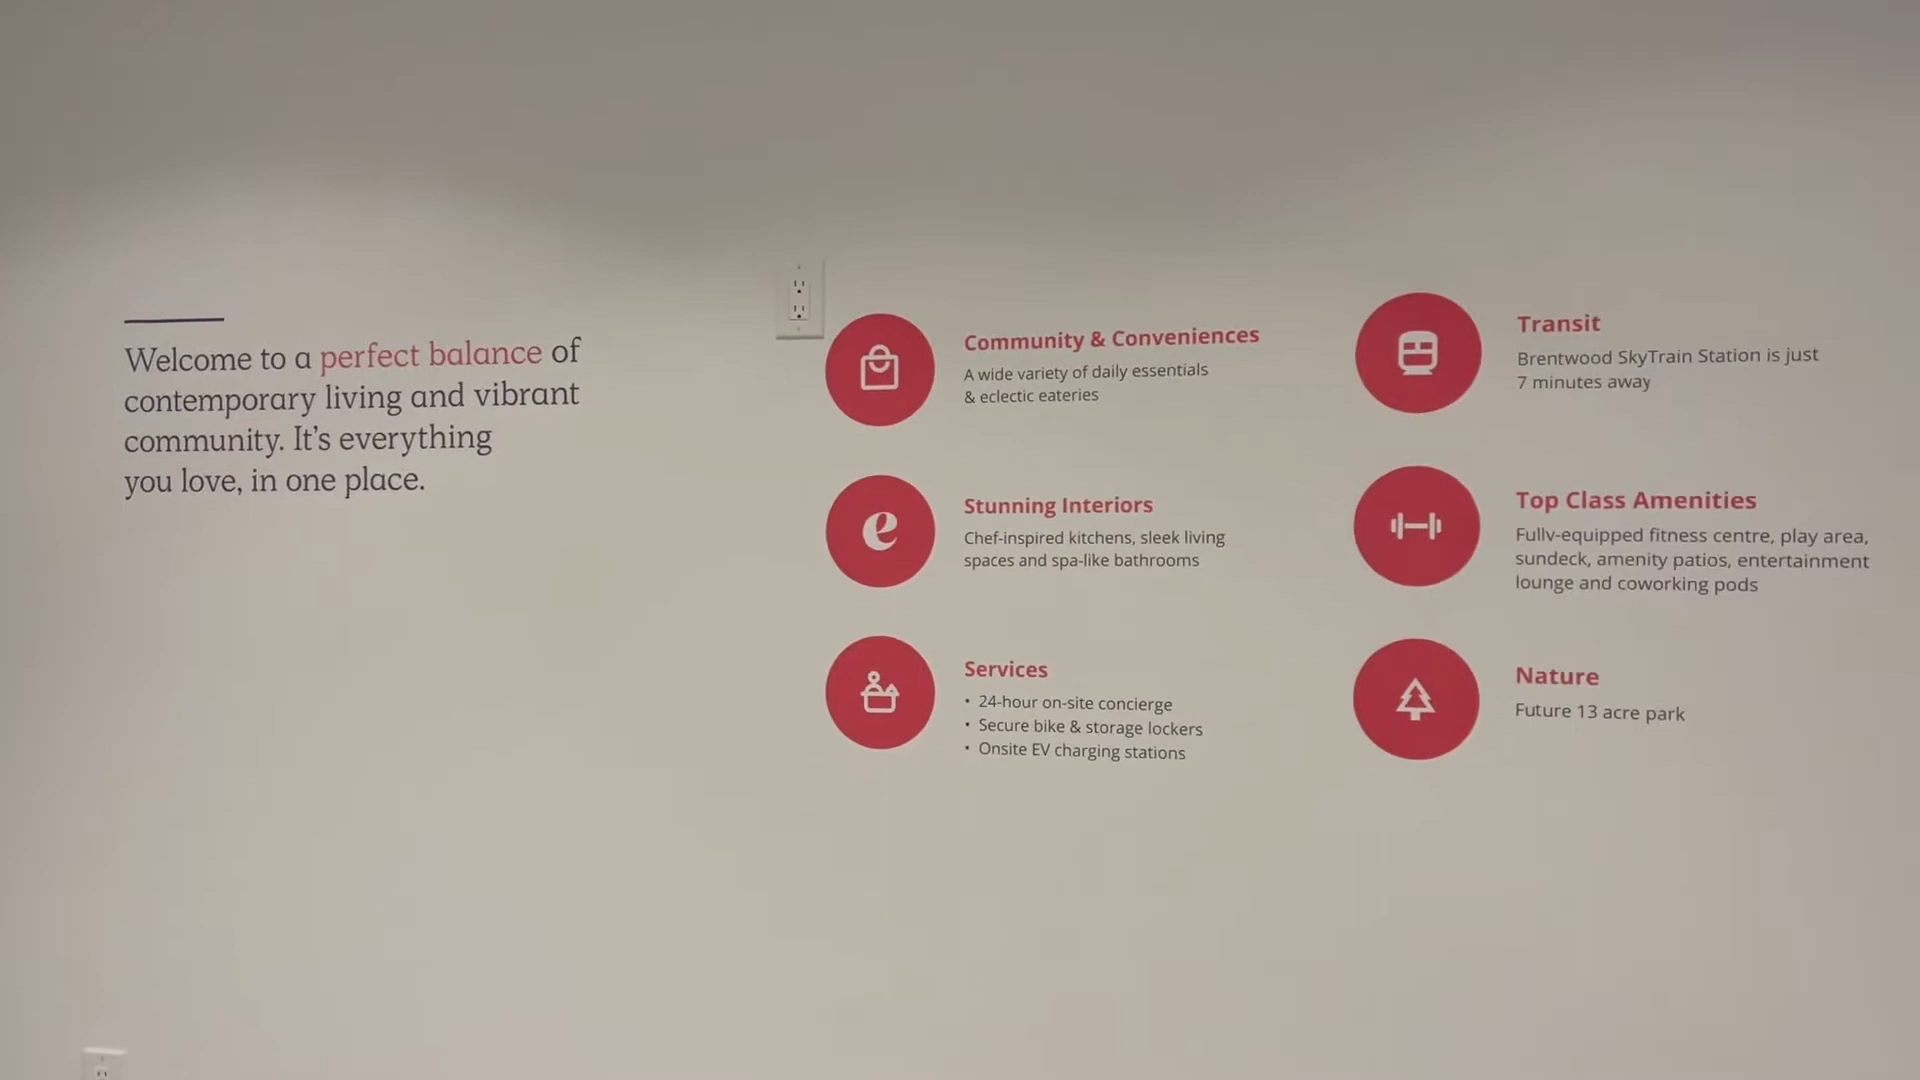 Welcome to a perfect balance of
contemporary living and vibrant
community. It's everything
you love, in one place.
Community & Conveniences
A wide variety of daily essentials
& eclectic eateries
e
Stunning Interiors
Chef-inspired kitchens, sleek living
spaces and spa-like bathrooms
Services
• 24-hour on-site concierge
• Secure bike & storage lockers
• Onsite EV charging stations
Transit
Brentwood SkyTrain Station is just
7 minutes away
Top Class Amenities
Fully-equipped fitness centre, play area,
sundeck, amenity patios, entertainment
lounge and coworking pods
Nature
Future 13 acre park